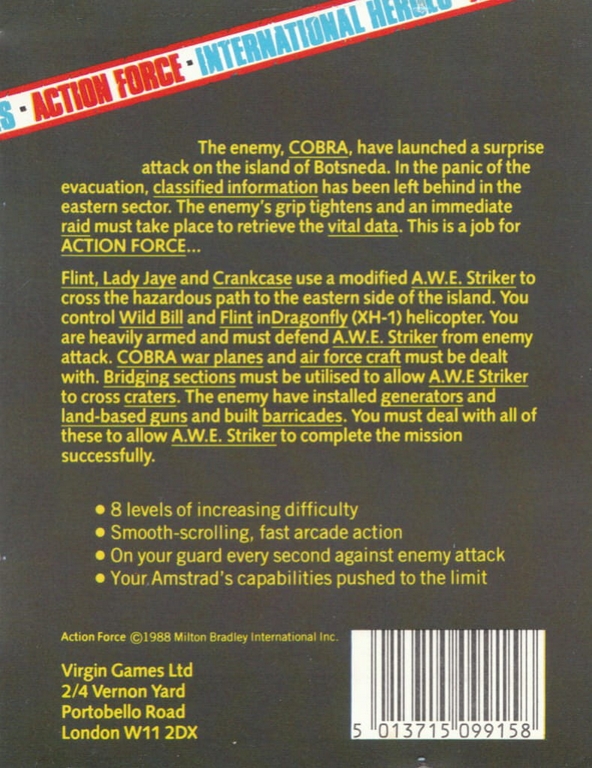 S · ACTION FORCE · INTERNATIONAL HEROES ·
The enemy, COBRA, have launched a surprise
attack on the island of Botsneda. In the panic of the
evacuation, classified information has been left behind in the
eastern sector. The enemy's grip tightens and an immediate
raid must take place to retrieve the vital data. This is a job for
ACTION FORCE...
Flint, Lady Jaye and Crankcase use a modified A.W.E. Striker to
cross the hazardous path to the eastern side of the island. You
control Wild Bill and Flint inDragonfly (XH-1) helicopter. You
are heavily armed and must defend A.W.E. Striker from enemy
attack. COBRA war planes and air force craft must be dealt
with. Bridging sections must be utilised to allow A.W.E Striker
to cross craters. The enemy have installed generators and
land-based guns and built barricades. You must deal with all of
these to allow A.W.E. Striker to complete the mission
successfully.
● 8 levels of increasing difficulty
● Smooth-scrolling, fast arcade action
● On your guard every second against enemy attack
● Your Amstrad's capabilities pushed to the limit
Action Force ©1988 Milton Bradley International Inc.
Virgin Games Ltd
2/4 Vernon Yard
Portobello Road
London W11 2DX
5 013715 099158